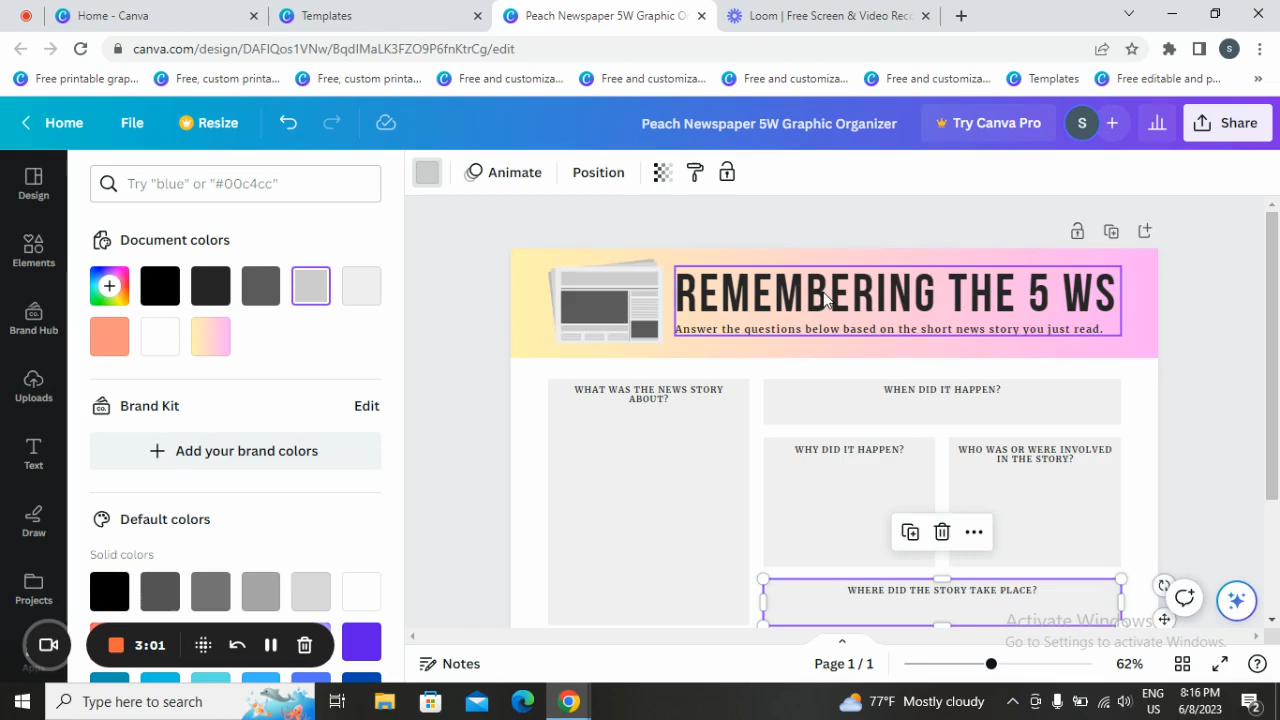 Home - Canva
Templates
Peach Newspaper 5W Graphic Or
Loom | Free Screen & Video Reco
canva.com/design/DAFlQos1VNw/BqdIMaLK3FZO9P6fnKtrCg/edit
S
Free printable grap...
Free, custom printa...
Free, custom printa...
Free and customiza...
Free and customiza...
Free and customiza...
Free and customiza...
Templates
Free editable and p...
»
Home
File
Resize
Peach Newspaper 5W Graphic Organizer
Try Canva Pro
S
Share
Design
Elements
Brand Hub
Uploads
Text
Draw
Projects
Try "blue" or "#00c4cc"
Document colors
Brand Kit
Edit
Add your brand colors
Default colors
Solid colors
Animate
Position
REMEMBERING THE 5 WS
Answer the questions below based on the short news story you just read.
WHAT WAS THE NEWS STORY
ABOUT?
WHEN DID IT HAPPEN?
WHY DID IT HAPPEN?
WHO WAS OR WERE INVOLVED
IN THE STORY?
WHERE DID THE STORY TAKE PLACE?
Activate Windows
Go to Settings to activate Windows.
3:01
Notes
Page 1 / 1
62%
Type here to search
77°F Mostly cloudy
ENG
US
8:16 PM
6/8/2023
2